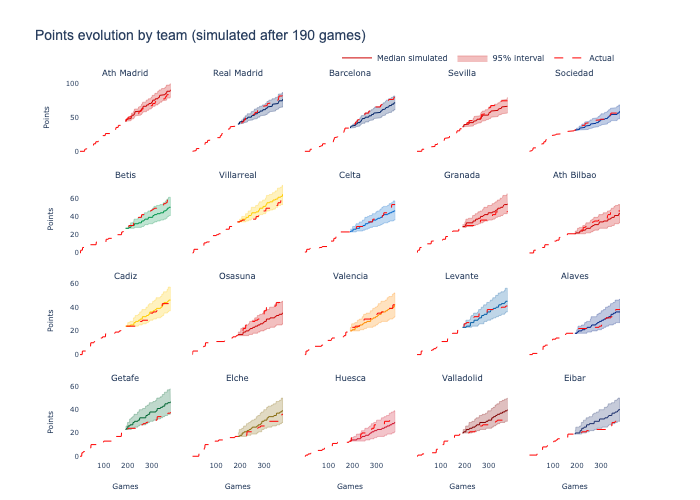 Points evolution by team (simulated after 190 games)
Median simulated 95% interval Actual
Ath Madrid Real Madrid Barcelona Sevilla Sociedad
100
50
0
Points
Betis Villarreal Celta Granada Ath Bilbao
60
40
20
0
Points
Cadiz Osasuna Valencia Levante Alaves
60
40
20
0
Points
Getafe Elche Huesca Valladolid Eibar
60
40
20
0
Points
100 200 300 100 200 300 100 200 300 100 200 300 100 200 300
Games Games Games Games Games